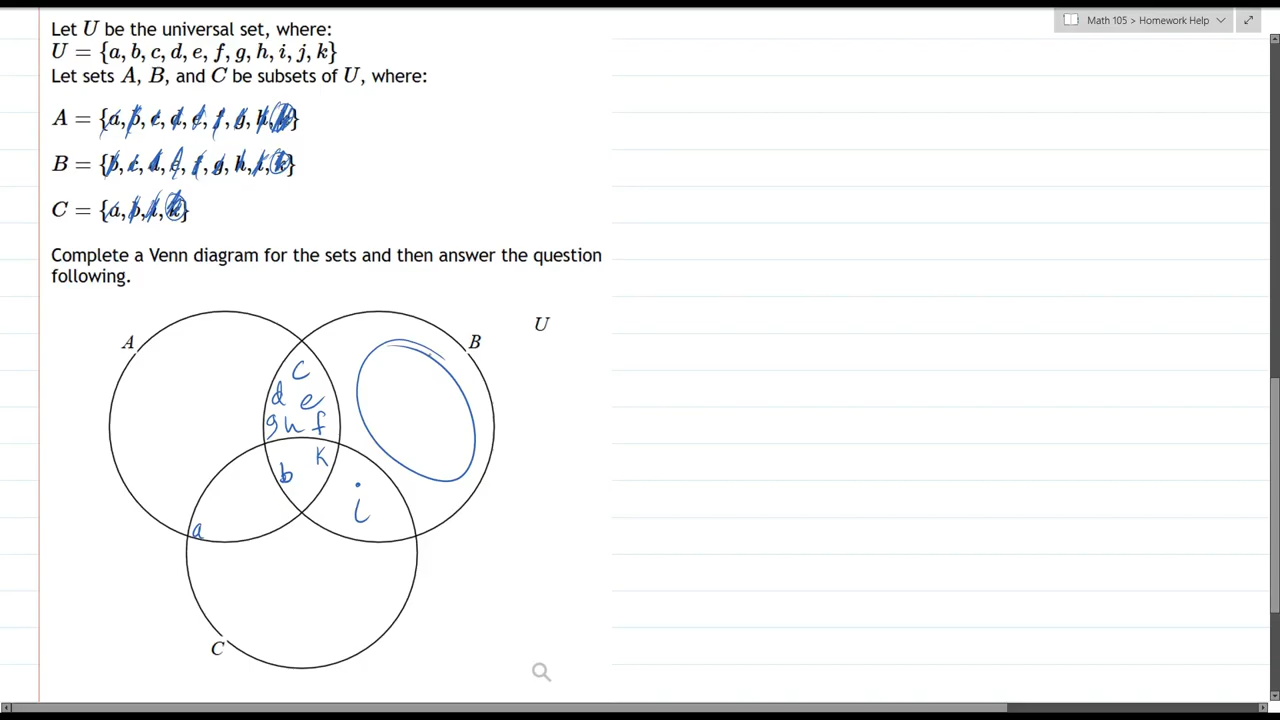 Math 105 > Homework Help
Let U be the universal set, where:
U = {a, b, c, d, e, f, g, h, i, j, k}
Let sets A, B, and C be subsets of U, where:
A = {a, b, c, d, e, f, g, h, k}
B = {b, c, d, e, f, g, h, i, k}
C = {a, b, i, k}
Complete a Venn diagram for the sets and then answer the question
following.
U
A
B
c
d e
g h f
k
b
i
a
C